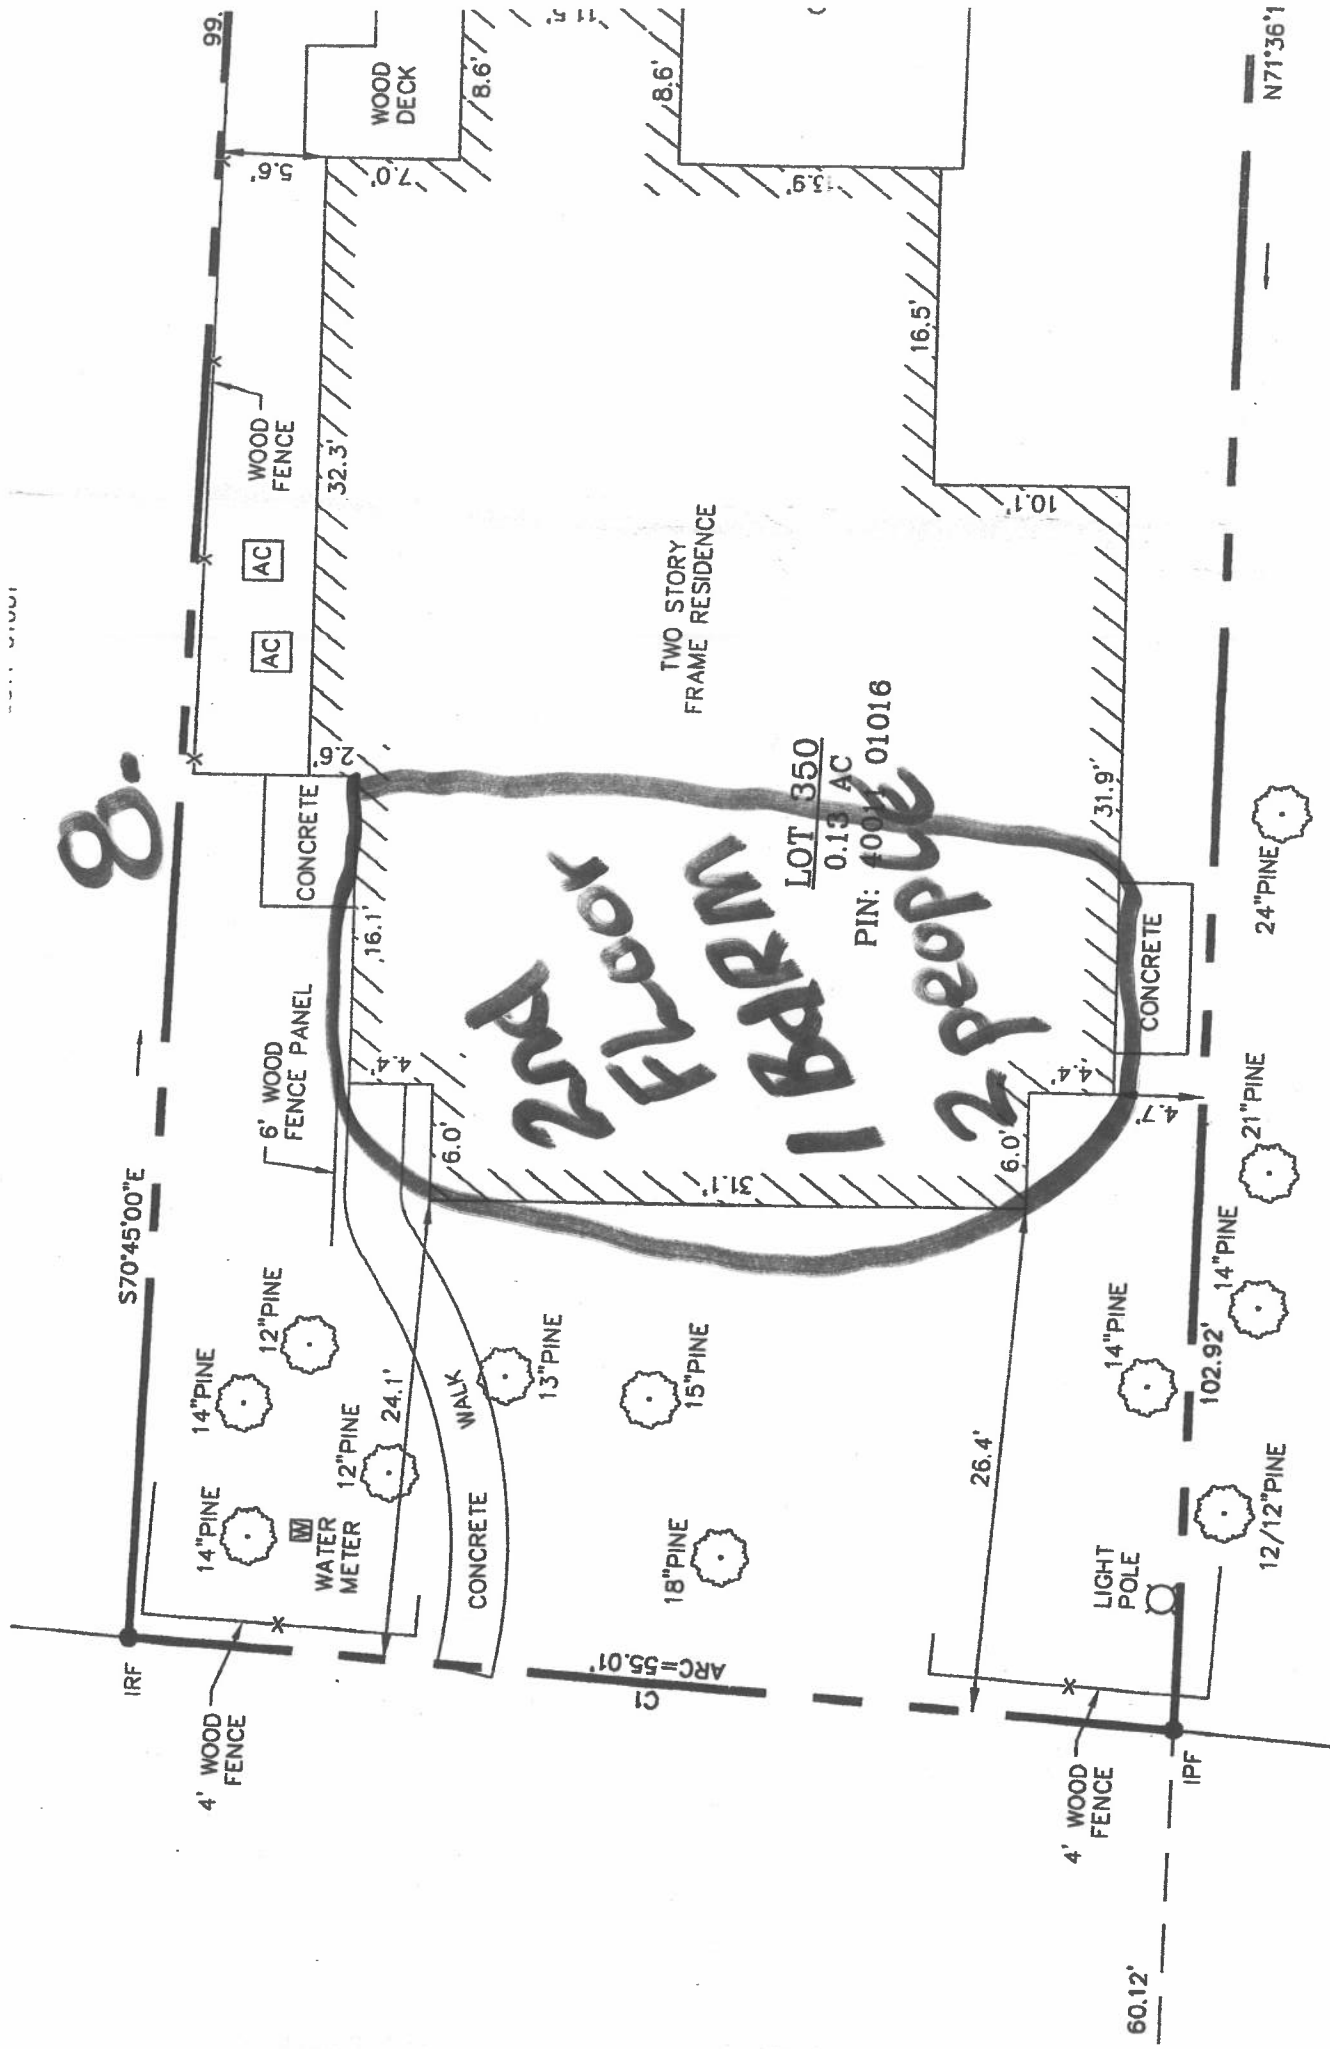 99.
WOOD
DECK
8.6'
11.5'
8.6'
N71°36'1
5.6'
7.0'
16.5'
WOOD
FENCE
32.3'
10.1'
AC
AC
TWO STORY
FRAME RESIDENCE
8.
2.6'
LOT 350
0.13 AC
PIN: 01016
31.9'
CONCRETE
16.1'
2nd
FLOOR
1 BdRM
2 PEOPLE
CONCRETE
24"PINE
6' WOOD
FENCE PANEL
4.4'
6.0'
31.1'
6.0'
4.4'
4.7'
21"PINE
S70°45'00"E
14"PINE
12"PINE
14"PINE
12"PINE
24.1'
WATER
METER
W
CONCRETE WALK
13"PINE
15"PINE
18"PINE
26.4'
14"PINE
14"PINE
102.92'
12/12"PINE
LIGHT
POLE
IRF
4' WOOD
FENCE
ARC=55.01'
C1
4' WOOD
FENCE
IPF
60.12'